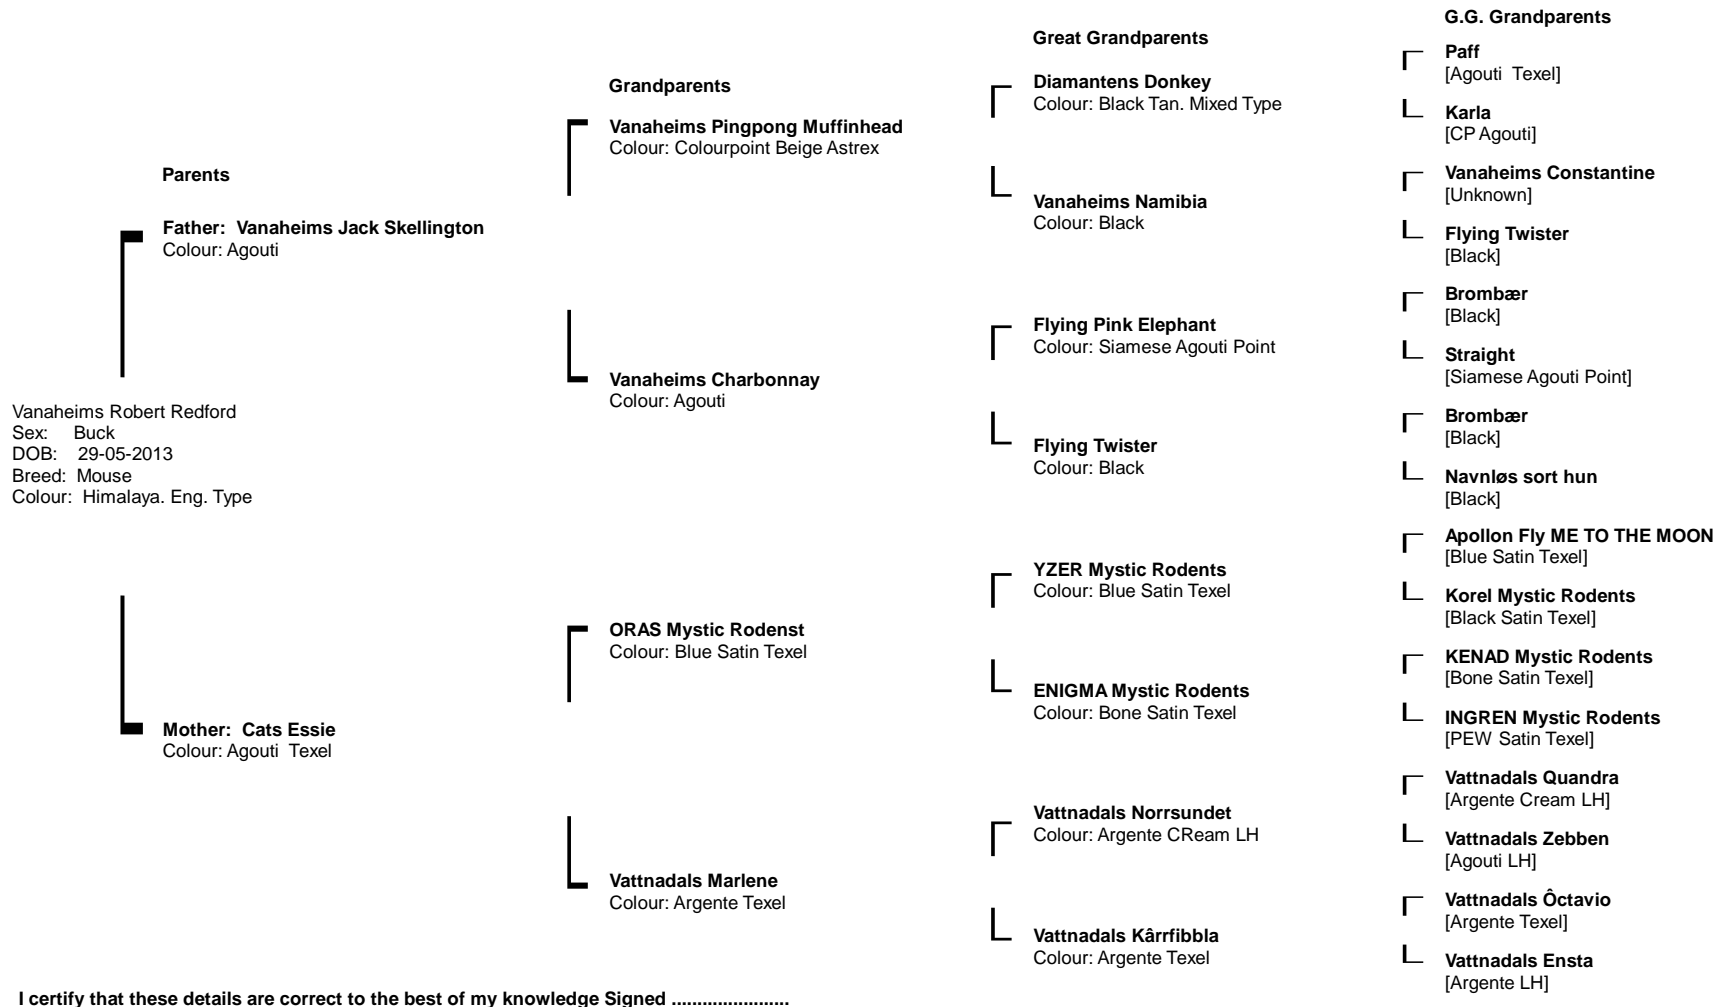 Vanaheims Robert Redford
Sex: Buck
DOB: 29-05-2013
Breed: Mouse
Colour: Himalaya. Eng. Type
Parents
Father: Vanaheims Jack Skellington
Colour: Agouti
Mother: Cats Essie
Colour: Agouti Texel
Grandparents
Vanaheims Pingpong Muffinhead
Colour: Colourpoint Beige Astrex
Vanaheims Charbonnay
Colour: Agouti
ORAS Mystic Rodenst
Colour: Blue Satin Texel
Vattnadals Marlene
Colour: Argente Texel
Great Grandparents
Diamantens Donkey
Colour: Black Tan. Mixed Type
Vanaheims Namibia
Colour: Black
Flying Pink Elephant
Colour: Siamese Agouti Point
Flying Twister
Colour: Black
YZER Mystic Rodents
Colour: Blue Satin Texel
ENIGMA Mystic Rodents
Colour: Bone Satin Texel
Vattnadals Norrsundet
Colour: Argente CReam LH
Vattnadals Kârrfibbla
Colour: Argente Texel
G.G. Grandparents
Paff
[Agouti Texel]
Karla
[CP Agouti]
Vanaheims Constantine
[Unknown]
Flying Twister
[Black]
Brombær
[Black]
Straight
[Siamese Agouti Point]
Brombær
[Black]
Navnløs sort hun
[Black]
Apollon Fly ME TO THE MOON
[Blue Satin Texel]
Korel Mystic Rodents
[Black Satin Texel]
KENAD Mystic Rodents
[Bone Satin Texel]
INGREN Mystic Rodents
[PEW Satin Texel]
Vattnadals Quandra
[Argente Cream LH]
Vattnadals Zebben
[Agouti LH]
Vattnadals Ôctavio
[Argente Texel]
Vattnadals Ensta
[Argente LH]
I certify that these details are correct to the best of my knowledge Signed .......................